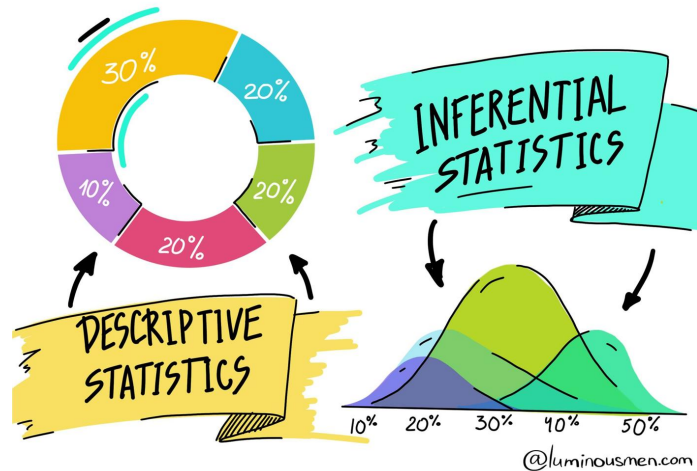 30%
20%
20%
20%
10%
DESCRIPTIVE
STATISTICS
INFERENTIAL
STATISTICS
10% 20% 30% 40% 50%
@luminousmen.com